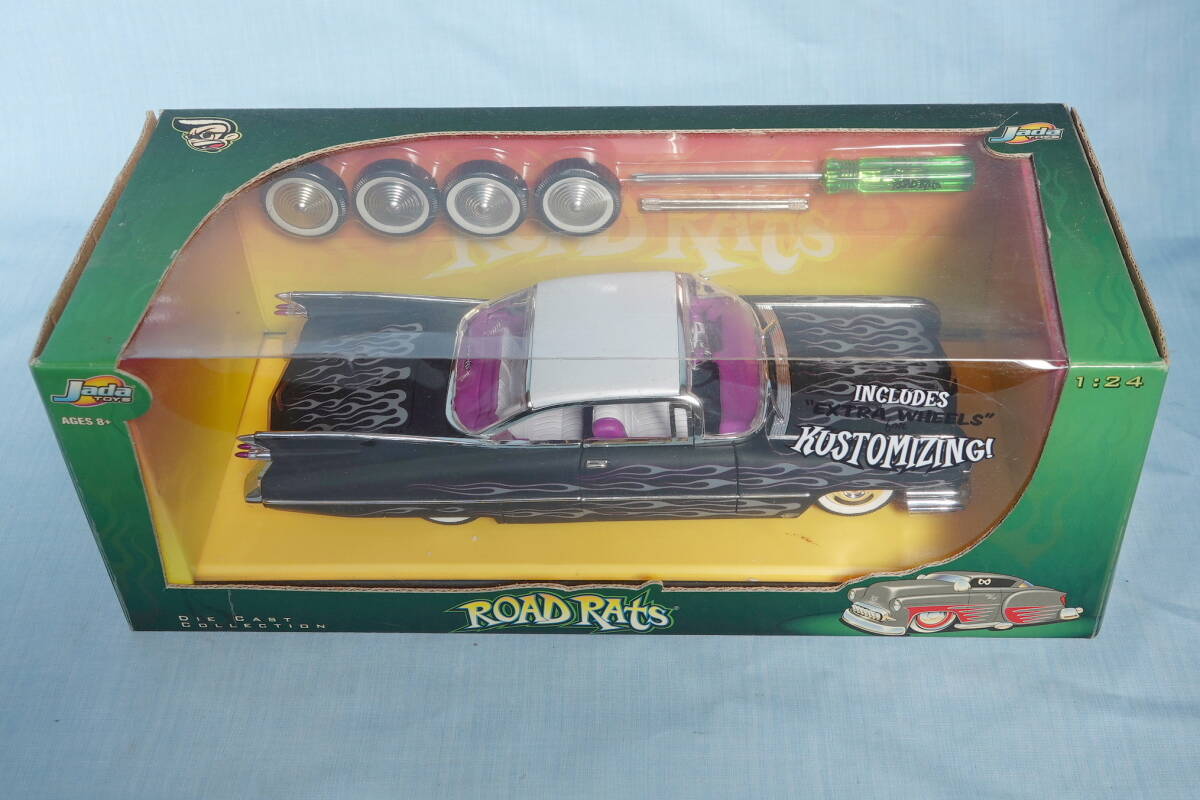 Jada
TOYS
ROAD RATS
Jada
TOYS
AGES 8+
1:24
INCLUDES
"EXTRA WHEELS"
FOR
KUSTOMIZING!
DIE CAST
COLLECTION
ROAD RATS